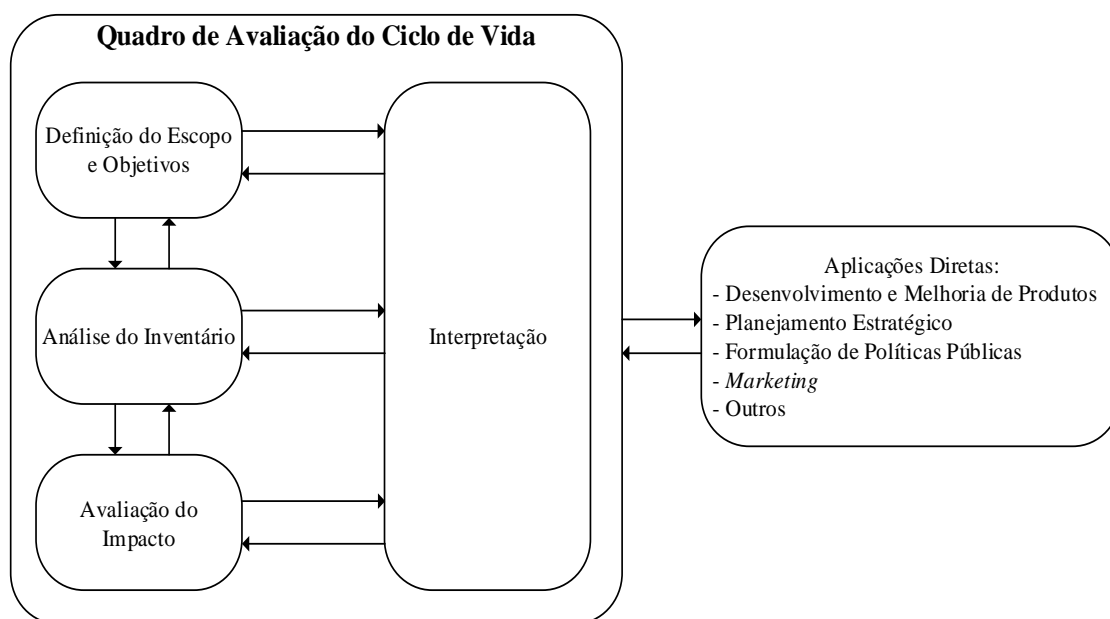 Quadro de Avaliação do Ciclo de Vida
Definição do Escopo
e Objetivos
Análise do Inventário
Avaliação do
Impacto
Interpretação
Aplicações Diretas:
- Desenvolvimento e Melhoria de Produtos
- Planejamento Estratégico
- Formulação de Políticas Públicas
- Marketing
- Outros